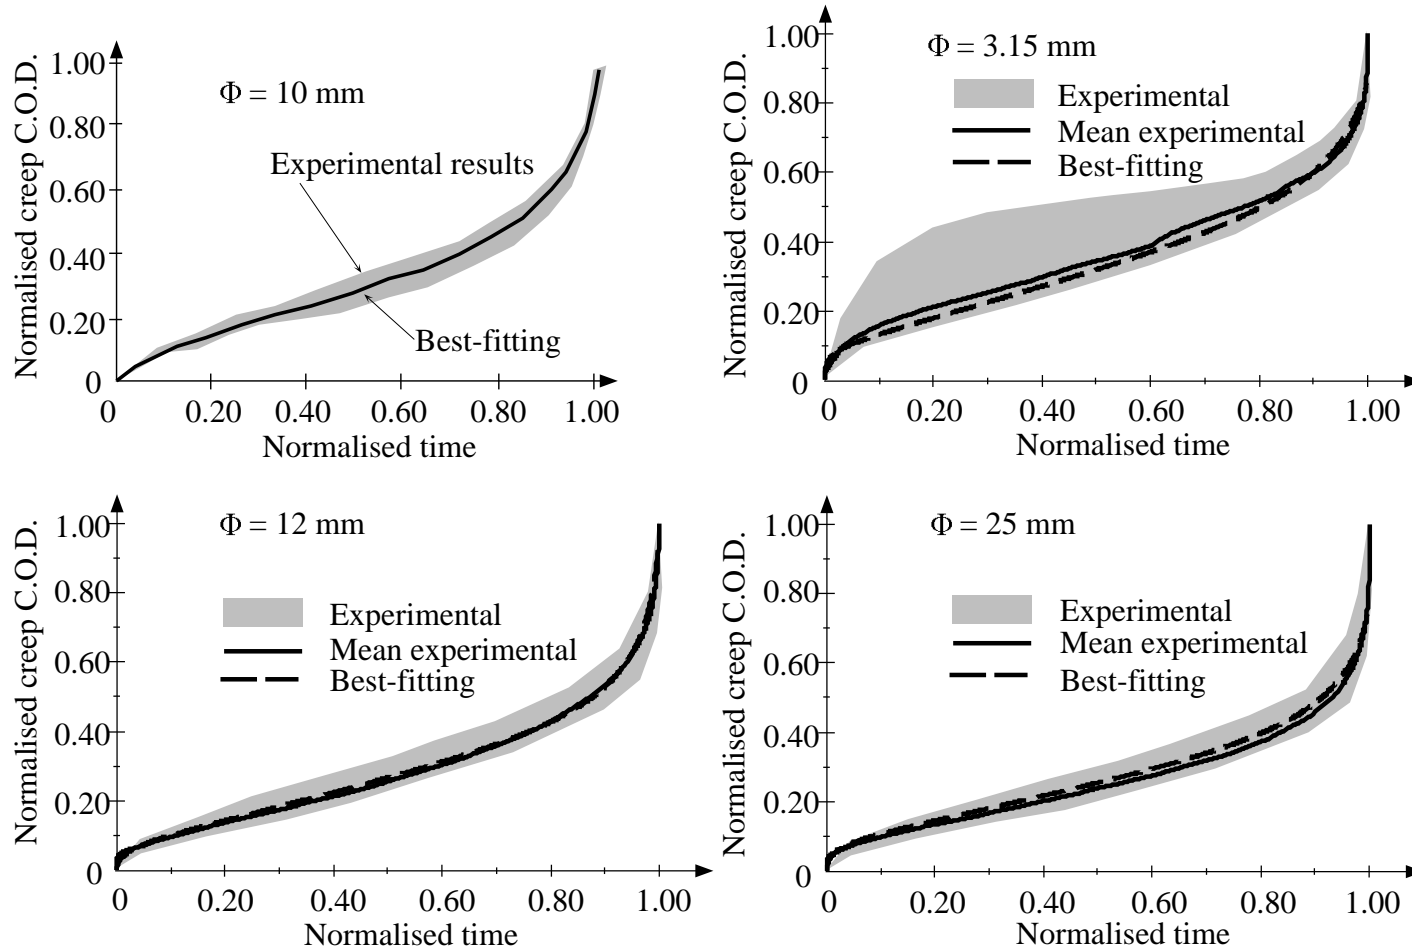 Φ = 10 mm
Experimental results
Best-fitting
Normalised creep C.O.D.
1.00
0.80
0.60
0.40
0.20
0
0 0.20 0.40 0.60 0.80 1.00
Normalised time
Φ = 3.15 mm
Experimental
Mean experimental
Best-fitting
Normalised creep C.O.D.
1.00
0.80
0.60
0.40
0.20
0
0 0.20 0.40 0.60 0.80 1.00
Normalised time
Φ = 12 mm
Experimental
Mean experimental
Best-fitting
Normalised creep C.O.D.
1.00
0.80
0.60
0.40
0.20
0
0 0.20 0.40 0.60 0.80 1.00
Normalised time
Φ = 25 mm
Experimental
Mean experimental
Best-fitting
Normalised creep C.O.D.
1.00
0.80
0.60
0.40
0.20
0
0 0.20 0.40 0.60 0.80 1.00
Normalised time